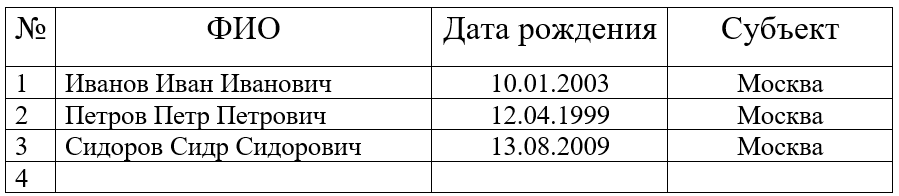 № ФИО Дата рождения Субъект
1 Иванов Иван Иванович 10.01.2003 Москва
2 Петров Петр Петрович 12.04.1999 Москва
3 Сидоров Сидр Сидорович 13.08.2009 Москва
4